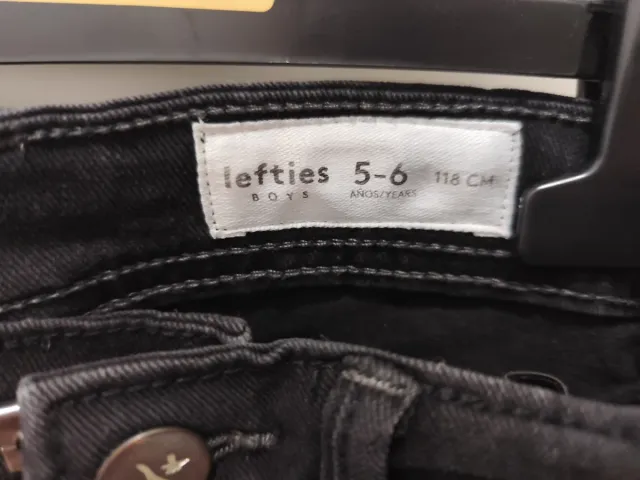 lefties 5-6 118 CM
BOYS AÑOS/YEARS